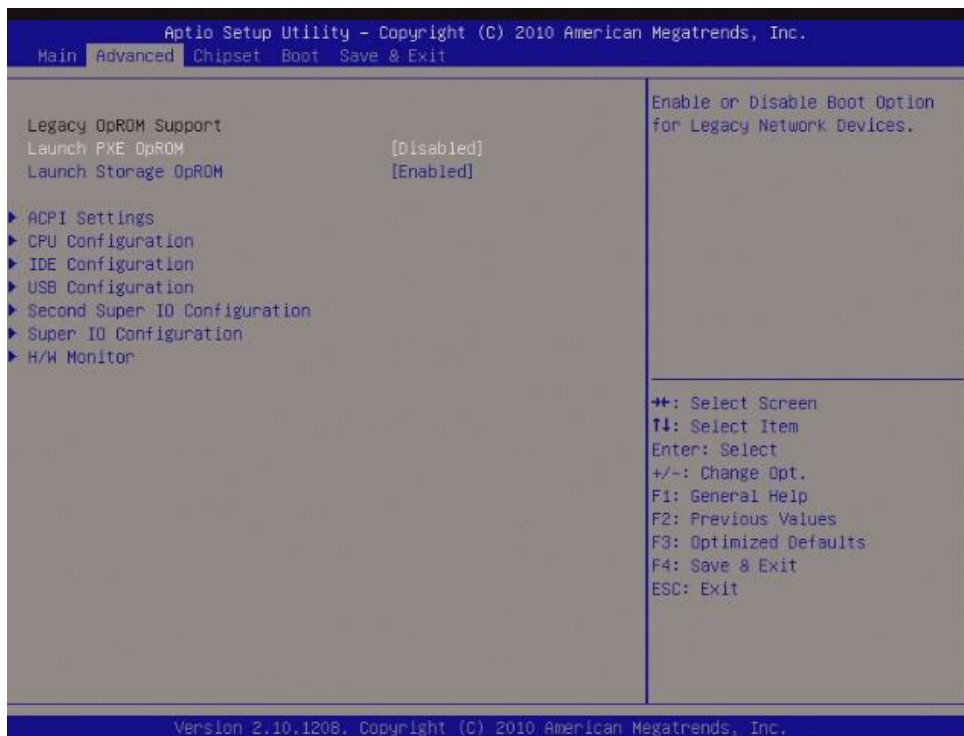 Aptio Setup Utility – Copyright (C) 2010 American Megatrends, Inc.
Main Advanced Chipset Boot Save & Exit
Legacy OpROM Support
Launch PXE OpROM [Disabled]
Launch Storage OpROM [Enabled]
ACPI Settings
CPU Configuration
IDE Configuration
USB Configuration
Second Super IO Configuration
Super IO Configuration
H/W Monitor
Enable or Disable Boot Option
for Legacy Network Devices.
→←: Select Screen
↑↓: Select Item
Enter: Select
+/-: Change Opt.
F1: General Help
F2: Previous Values
F3: Optimized Defaults
F4: Save & Exit
ESC: Exit
Version 2.10.1208. Copyright (C) 2010 American Megatrends, Inc.